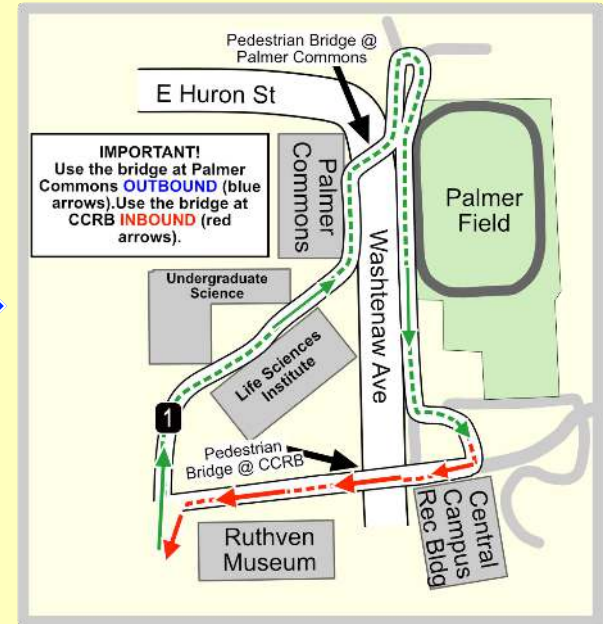 Pedestrian Bridge @
Palmer Commons
E Huron St
IMPORTANT!
Use the bridge at Palmer
Commons OUTBOUND (blue
arrows).Use the bridge at
CCRB INBOUND (red
arrows).
Palmer
Commons
Palmer
Field
Washtenaw Ave
Undergraduate
Science
Life Sciences
Institute
1
Pedestrian
Bridge @ CCRB
Ruthven
Museum
Central
Campus
Rec Bldg